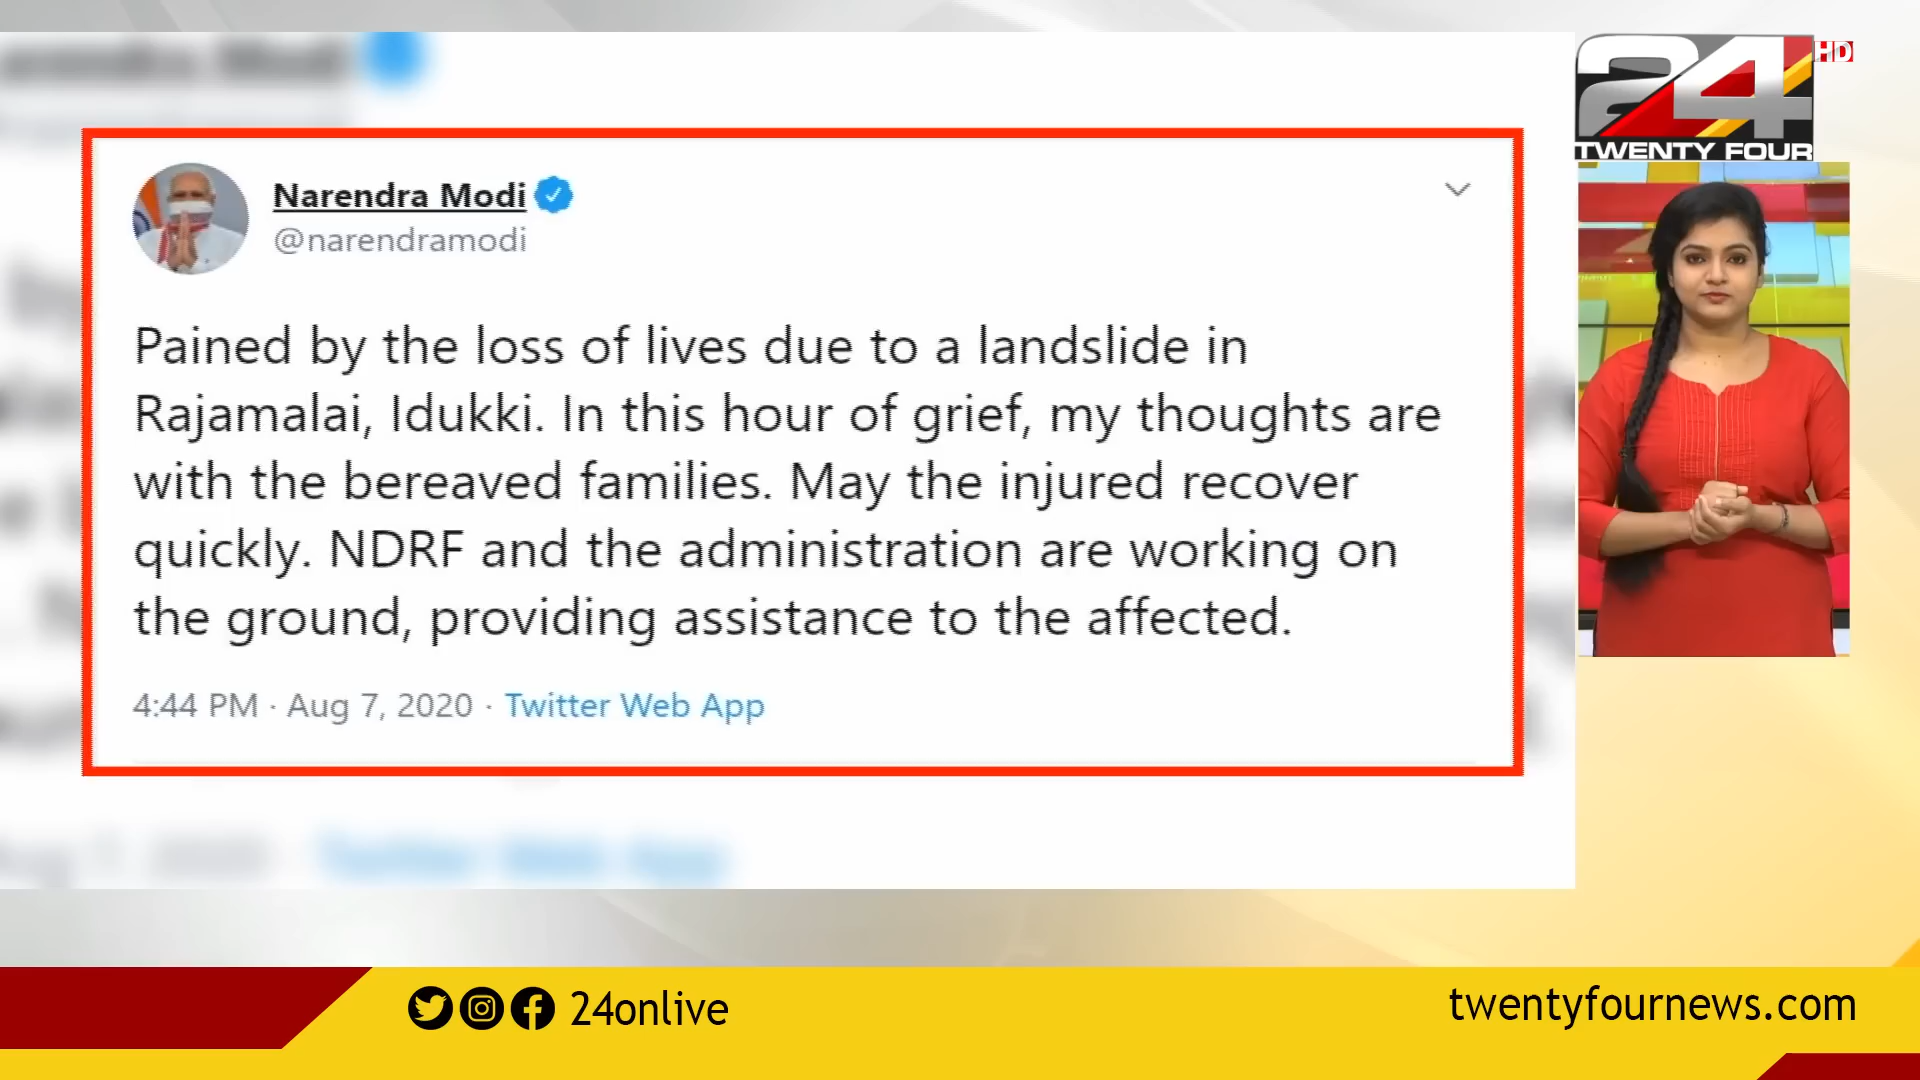 24
HD
TWENTY FOUR
Narendra Modi
@narendramodi
Pained by the loss of lives due to a landslide in
Rajamalai, Idukki. In this hour of grief, my thoughts are
with the bereaved families. May the injured recover
quickly. NDRF and the administration are working on
the ground, providing assistance to the affected.
4:44 PM · Aug 7, 2020 · Twitter Web App
24onlive
twentyfournews.com